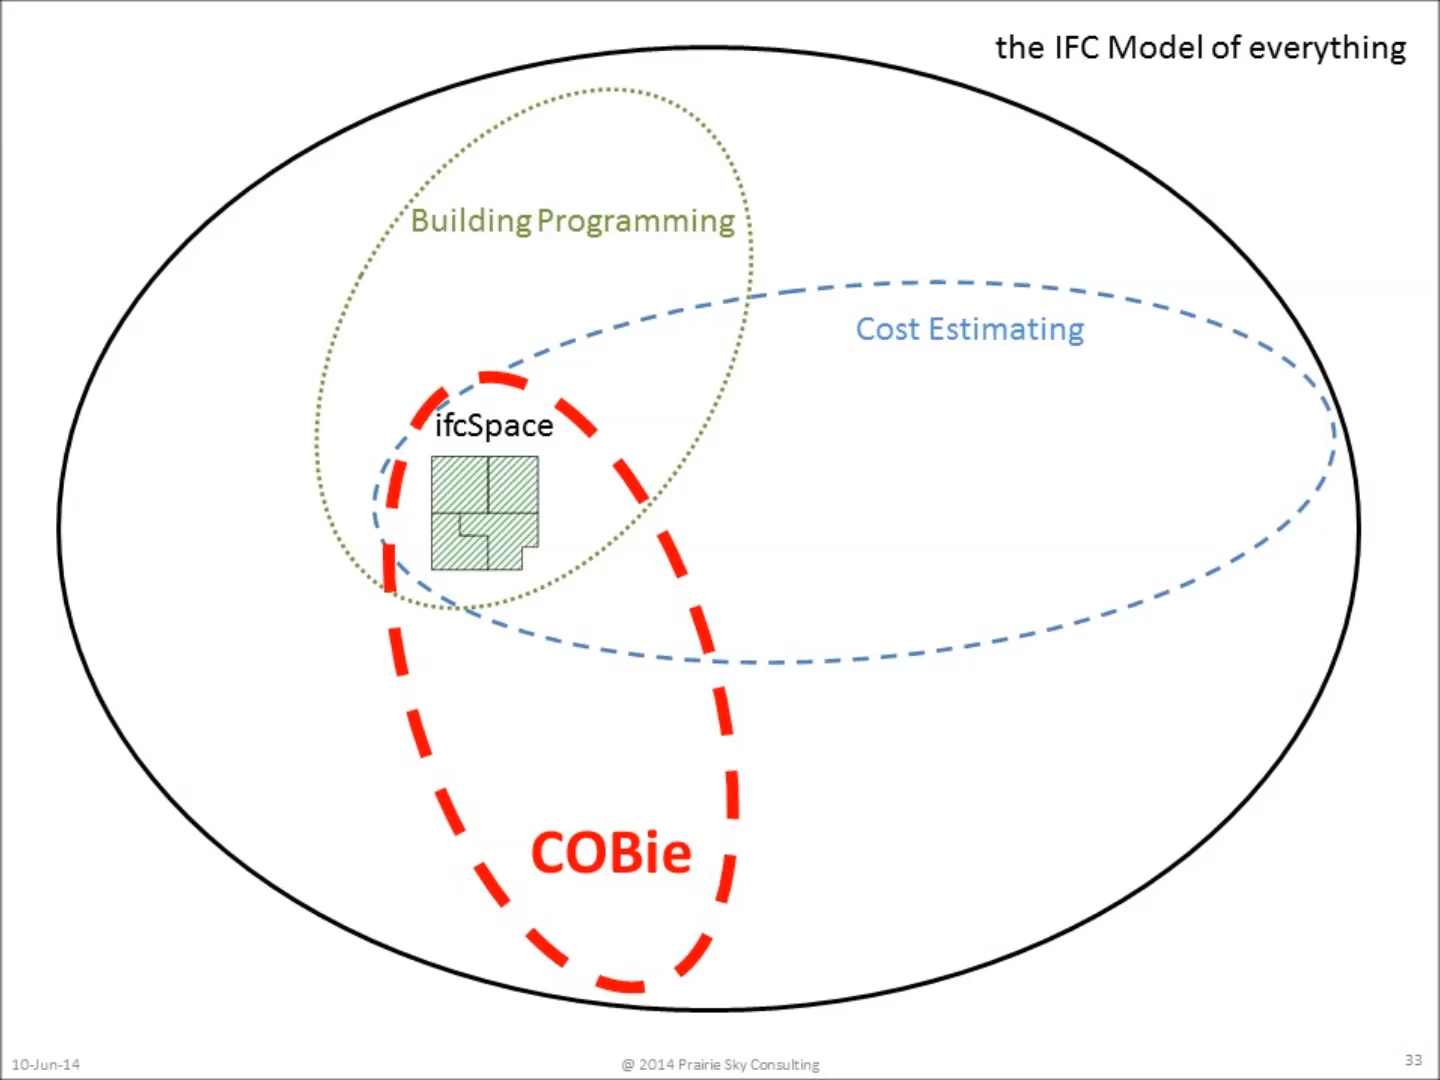 the IFC Model of everything
Building Programming
Cost Estimating
ifcSpace
COBie
10-Jun-14
@ 2014 Prairie Sky Consulting
33